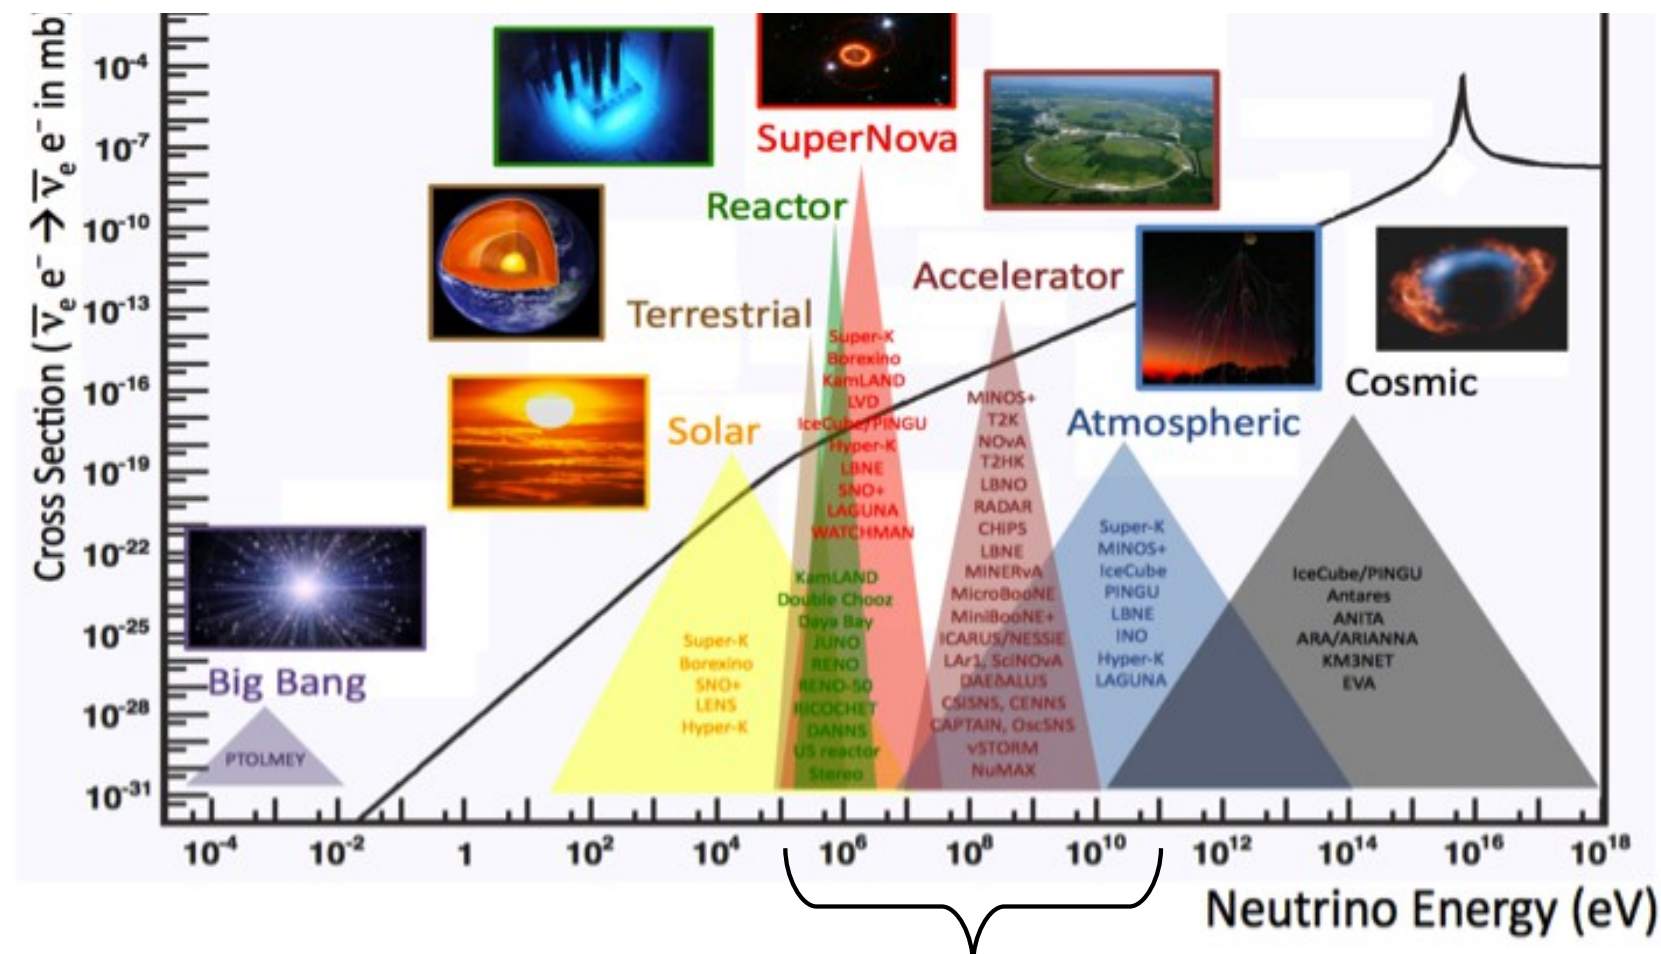 Cross Section (ν̅ₑ e⁻ → ν̅ₑ e⁻ in mb)
10⁻⁴
10⁻⁷
10⁻¹⁰
10⁻¹³
10⁻¹⁶
10⁻¹⁹
10⁻²²
10⁻²⁵
10⁻²⁸
10⁻³¹
SuperNova
Reactor
Accelerator
Terrestrial
Cosmic
Atmospheric
Solar
Big Bang
PTOLMEY
Super-K
Borexino
SNO+
LENS
Hyper-K
Super-K
Borexino
KamLAND
LVD
IceCube/PINGU
Hyper-K
LBNE
SNO+
LAGUNA
WATCHMAN
KamLAND
Double Chooz
Daya Bay
JUNO
RENO
RENO-50
RICOCHET
DANNS
US reactor
Stereo
MINOS+
T2K
NOvA
T2HK
LBNO
RADAR
CHiPS
LBNE
MINERvA
MicroBooNE
MiniBooNE+
ICARUS/NESSiE
LAr1, SciNOvA
DAEδALUS
CSISNS, CENNS
CAPTAIN, OscSNS
νSTORM
NuMAX
Super-K
MINOS+
IceCube
PINGU
LBNE
INO
Hyper-K
LAGUNA
IceCube/PINGU
Antares
ANITA
ARA/ARIANNA
KM3NET
EVA
10⁻⁴ 10⁻² 1 10² 10⁴ 10⁶ 10⁸ 10¹⁰ 10¹² 10¹⁴ 10¹⁶ 10¹⁸
Neutrino Energy (eV)